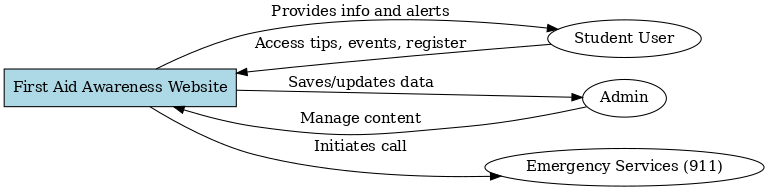 Provides info and alerts
Student User
Access tips, events, register
First Aid Awareness Website
Saves/updates data
Admin
Manage content
Initiates call
Emergency Services (911)